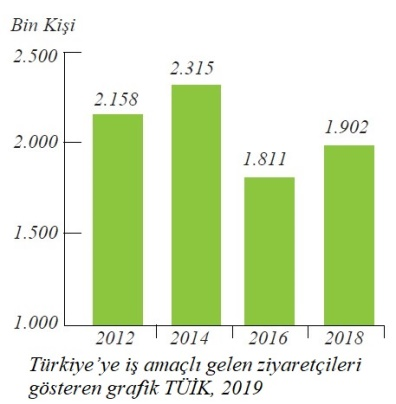 Bin Kişi
2.500
2.315
2.158
2.000
1.902
1.811
1.500
1.000
2012 2014 2016 2018
Türkiye’ye iş amaçlı gelen ziyaretçileri
gösteren grafik TÜİK, 2019